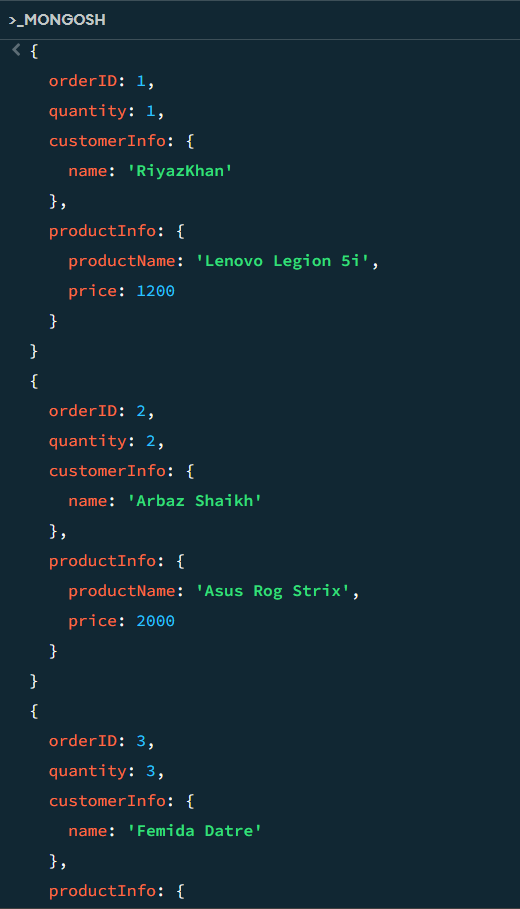 >_MONGOSH
< {
orderID: 1,
quantity: 1,
customerInfo: {
name: 'RiyazKhan'
},
productInfo: {
productName: 'Lenovo Legion 5i',
price: 1200
}
}
{
orderID: 2,
quantity: 2,
customerInfo: {
name: 'Arbaz Shaikh'
},
productInfo: {
productName: 'Asus Rog Strix',
price: 2000
}
}
{
orderID: 3,
quantity: 3,
customerInfo: {
name: 'Femida Datre'
},
productInfo: {